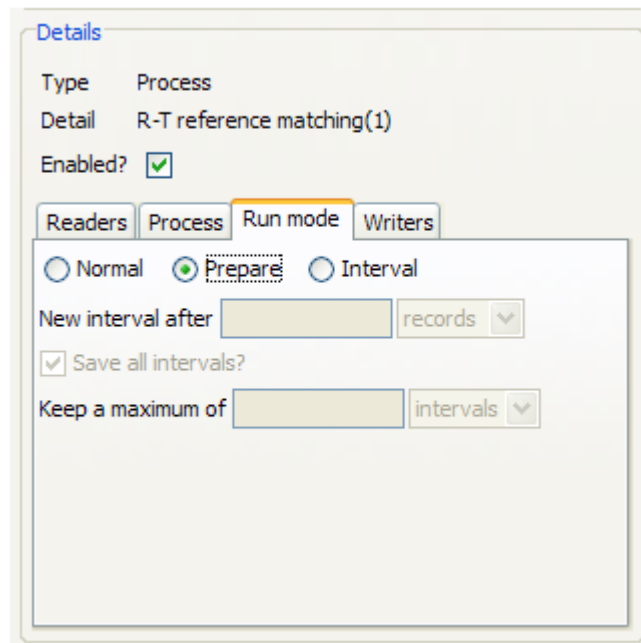 Details
Type Process
Detail R-T reference matching(1)
Enabled?
Readers Process Run mode Writers
Normal Prepare Interval
New interval after records
Save all intervals?
Keep a maximum of intervals